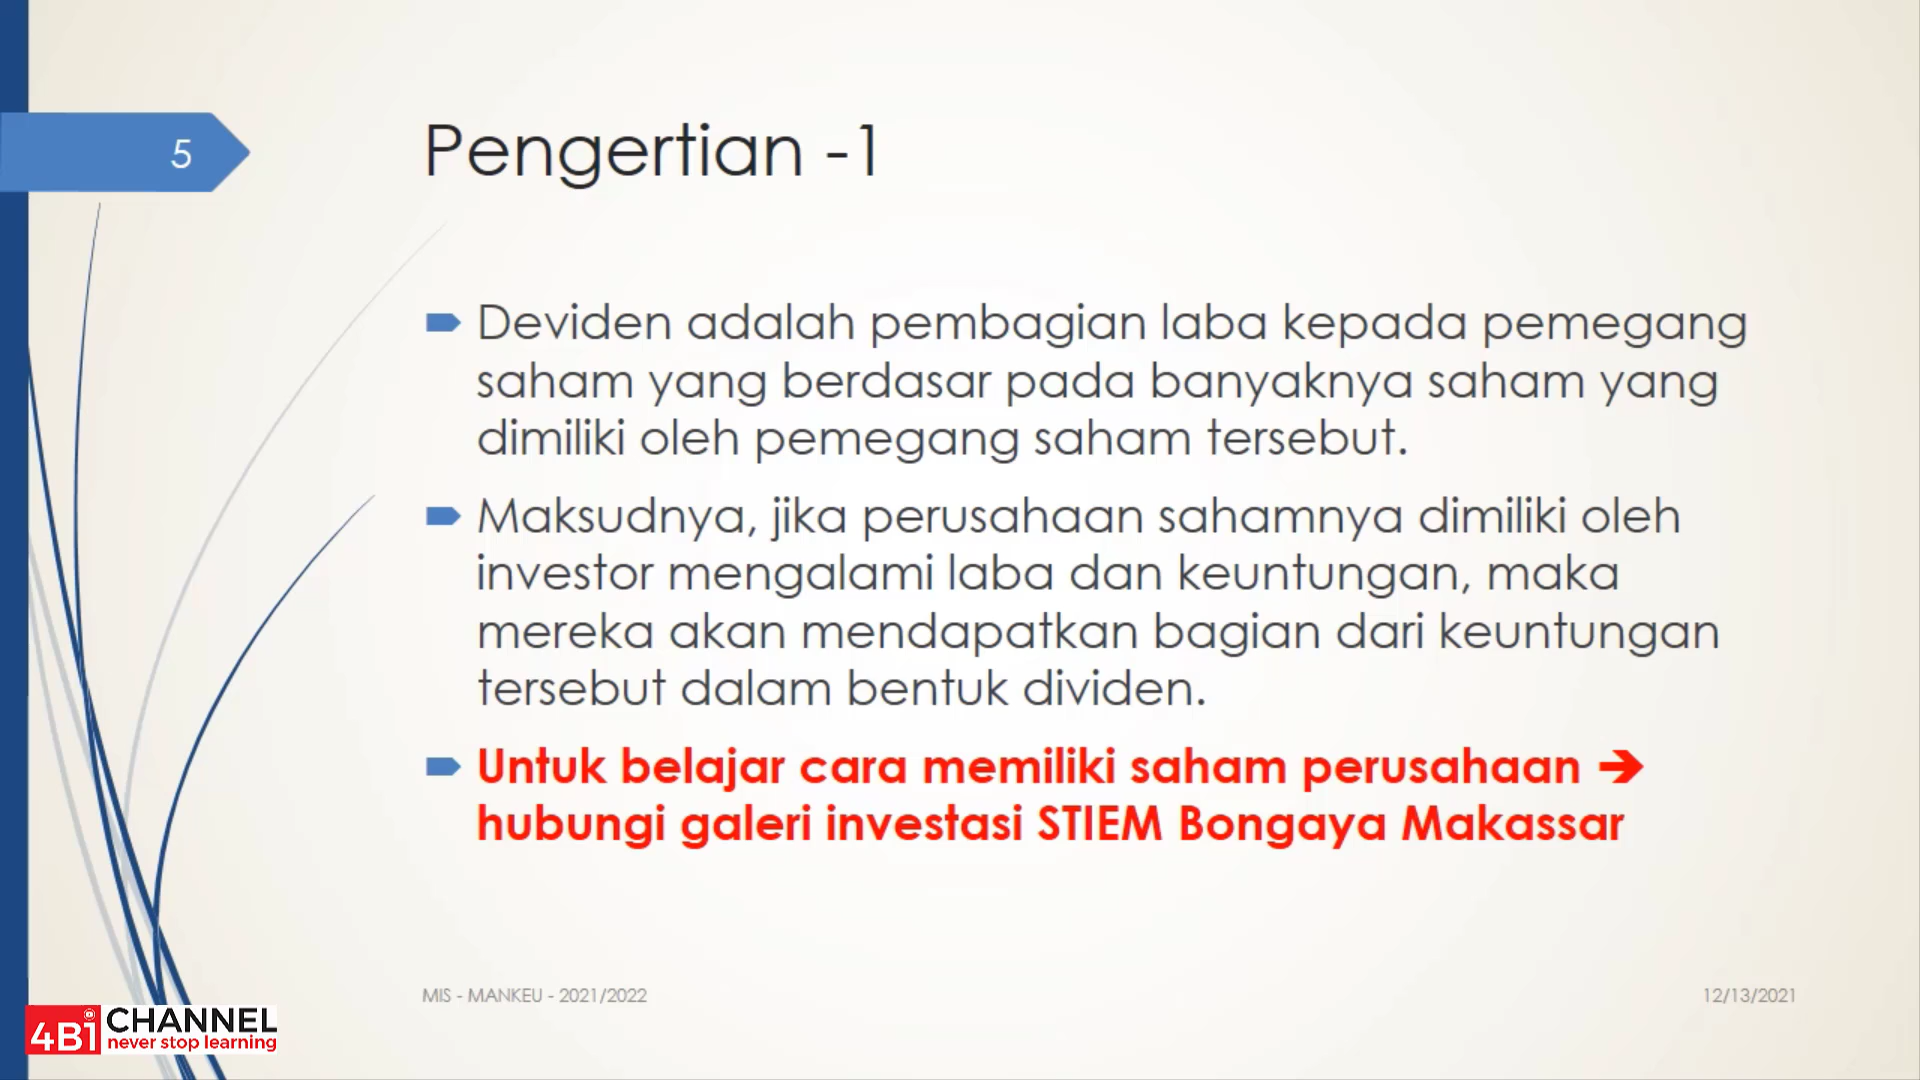 5
Pengertian -1
Deviden adalah pembagian laba kepada pemegang
saham yang berdasar pada banyaknya saham yang
dimiliki oleh pemegang saham tersebut.
Maksudnya, jika perusahaan sahamnya dimiliki oleh
investor mengalami laba dan keuntungan, maka
mereka akan mendapatkan bagian dari keuntungan
tersebut dalam bentuk dividen.
Untuk belajar cara memiliki saham perusahaan ➔
hubungi galeri investasi STIEM Bongaya Makassar
MIS - MANKEU - 2021/2022
12/13/2021
4Bi CHANNEL
never stop learning